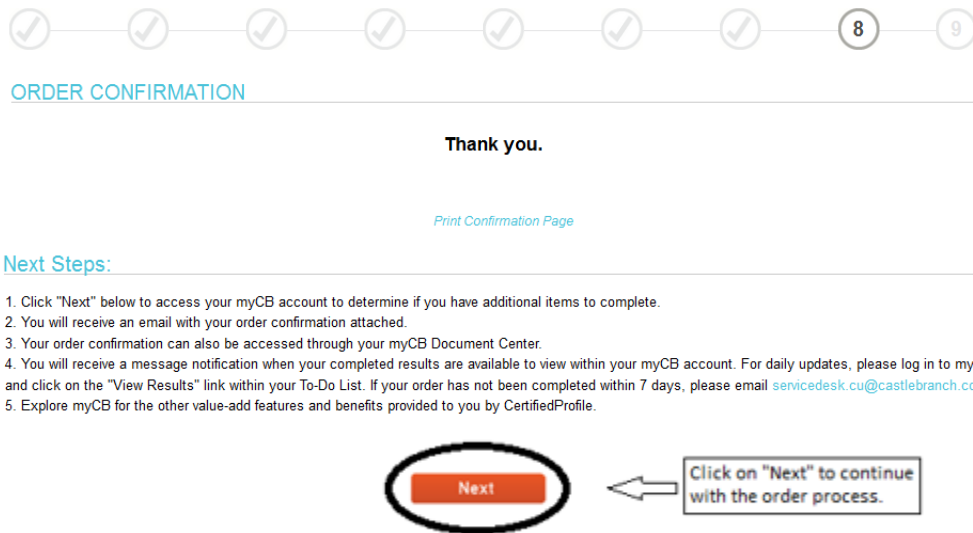 8 9
ORDER CONFIRMATION
Thank you.
Print Confirmation Page
Next Steps:
1. Click "Next" below to access your myCB account to determine if you have additional items to complete.
2. You will receive an email with your order confirmation attached.
3. Your order confirmation can also be accessed through your myCB Document Center.
4. You will receive a message notification when your completed results are available to view within your myCB account. For daily updates, please log in to my
and click on the "View Results" link within your To-Do List. If your order has not been completed within 7 days, please email servicedesk.cu@castlebranch.co
5. Explore myCB for the other value-add features and benefits provided to you by CertifiedProfile.
Next
Click on "Next" to continue
with the order process.